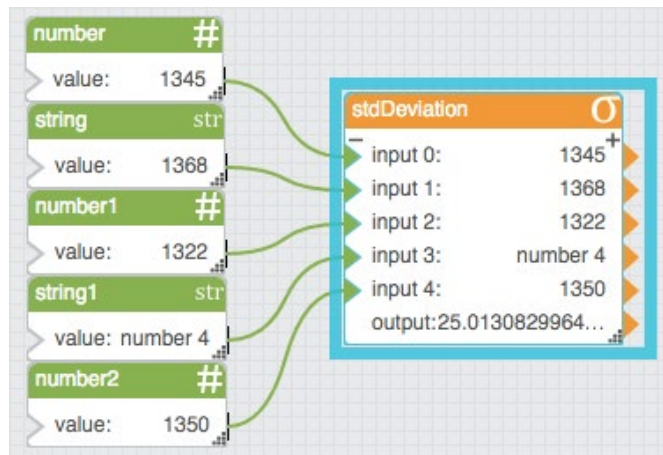 number #
value: 1345
string str
value: 1368
number1 #
value: 1322
string1 str
value: number 4
number2 #
value: 1350
stdDeviation σ
− +
input 0: 1345
input 1: 1368
input 2: 1322
input 3: number 4
input 4: 1350
output:25.0130829964...